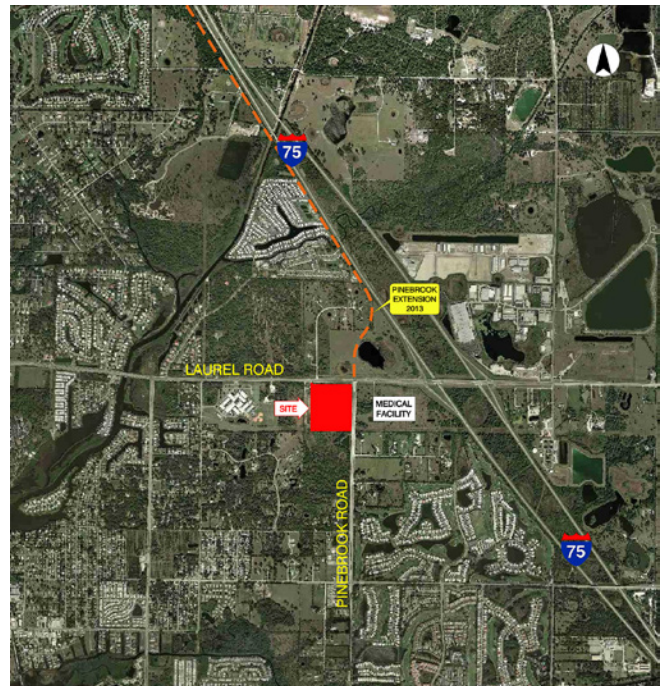 75
PINEBROOK
EXTENSION
2013
LAUREL ROAD
SITE
MEDICAL
FACILITY
PINEBROOK ROAD
75